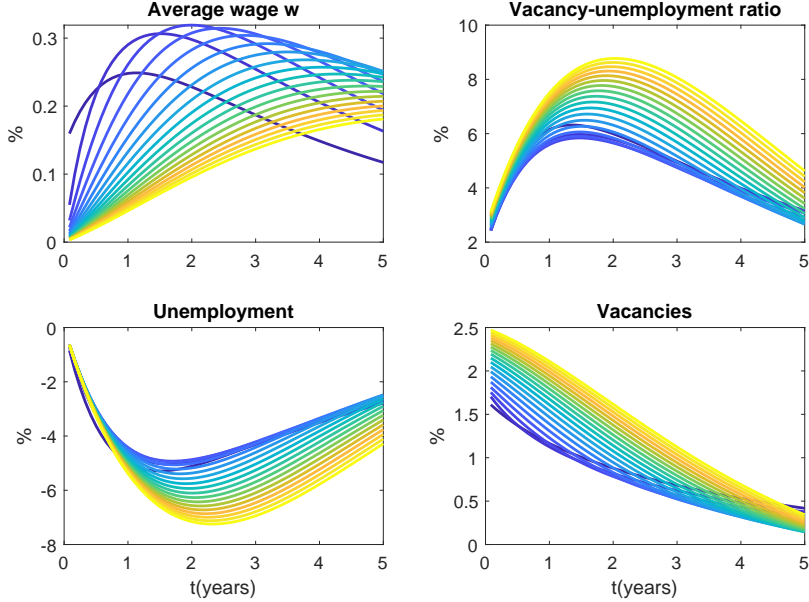 Average wage w
Vacancy-unemployment ratio
%
0.3
0.2
0.1
0
0 1 2 3 4 5
%
10
8
6
4
2
0 1 2 3 4 5
Unemployment
Vacancies
%
0
-2
-4
-6
-8
0 1 2 3 4 5
t(years)
%
2.5
2
1.5
1
0.5
0
0 1 2 3 4 5
t(years)